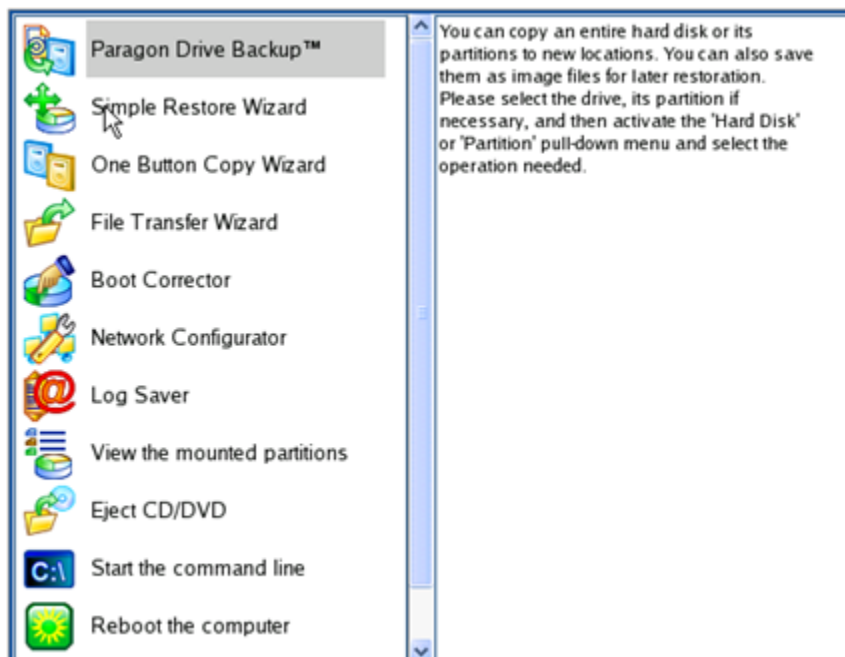 Paragon Drive Backup™
Simple Restore Wizard
One Button Copy Wizard
File Transfer Wizard
Boot Corrector
Network Configurator
Log Saver
View the mounted partitions
Eject CD/DVD
C:\
Start the command line
Reboot the computer
You can copy an entire hard disk or its
partitions to new locations. You can also save
them as image files for later restoration.
Please select the drive, its partition if
necessary, and then activate the 'Hard Disk'
or 'Partition' pull-down menu and select the
operation needed.